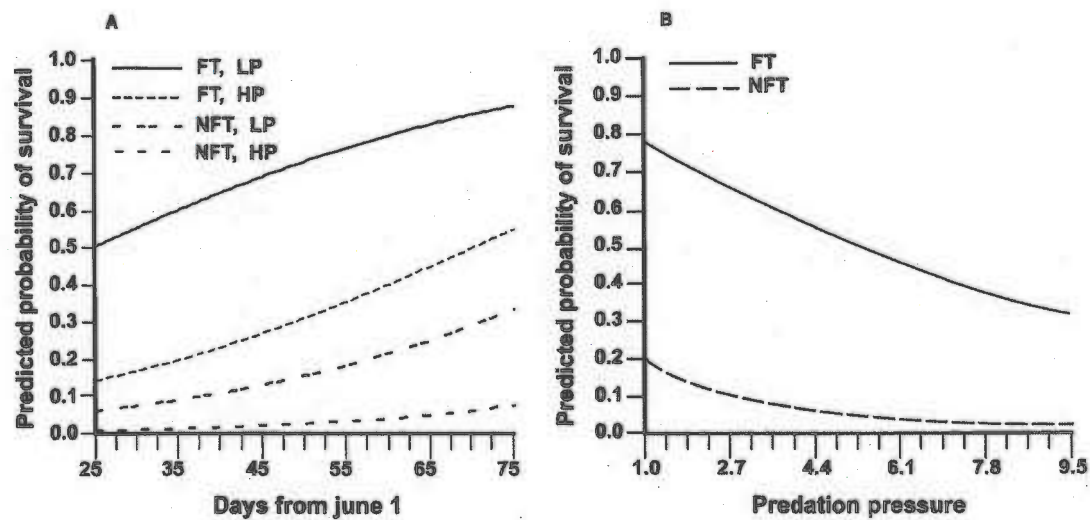 A
Predicted probability of survival
1.0
0.9
0.8
0.7
0.6
0.5
0.4
0.3
0.2
0.1
0.0
FT, LP
FT, HP
NFT, LP
NFT, HP
25
35
45
55
65
75
Days from june 1
B
Predicted probability of survival
1.0
0.9
0.8
0.7
0.6
0.5
0.4
0.3
0.2
0.1
0.0
FT
NFT
1.0
2.7
4.4
6.1
7.8
9.5
Predation pressure